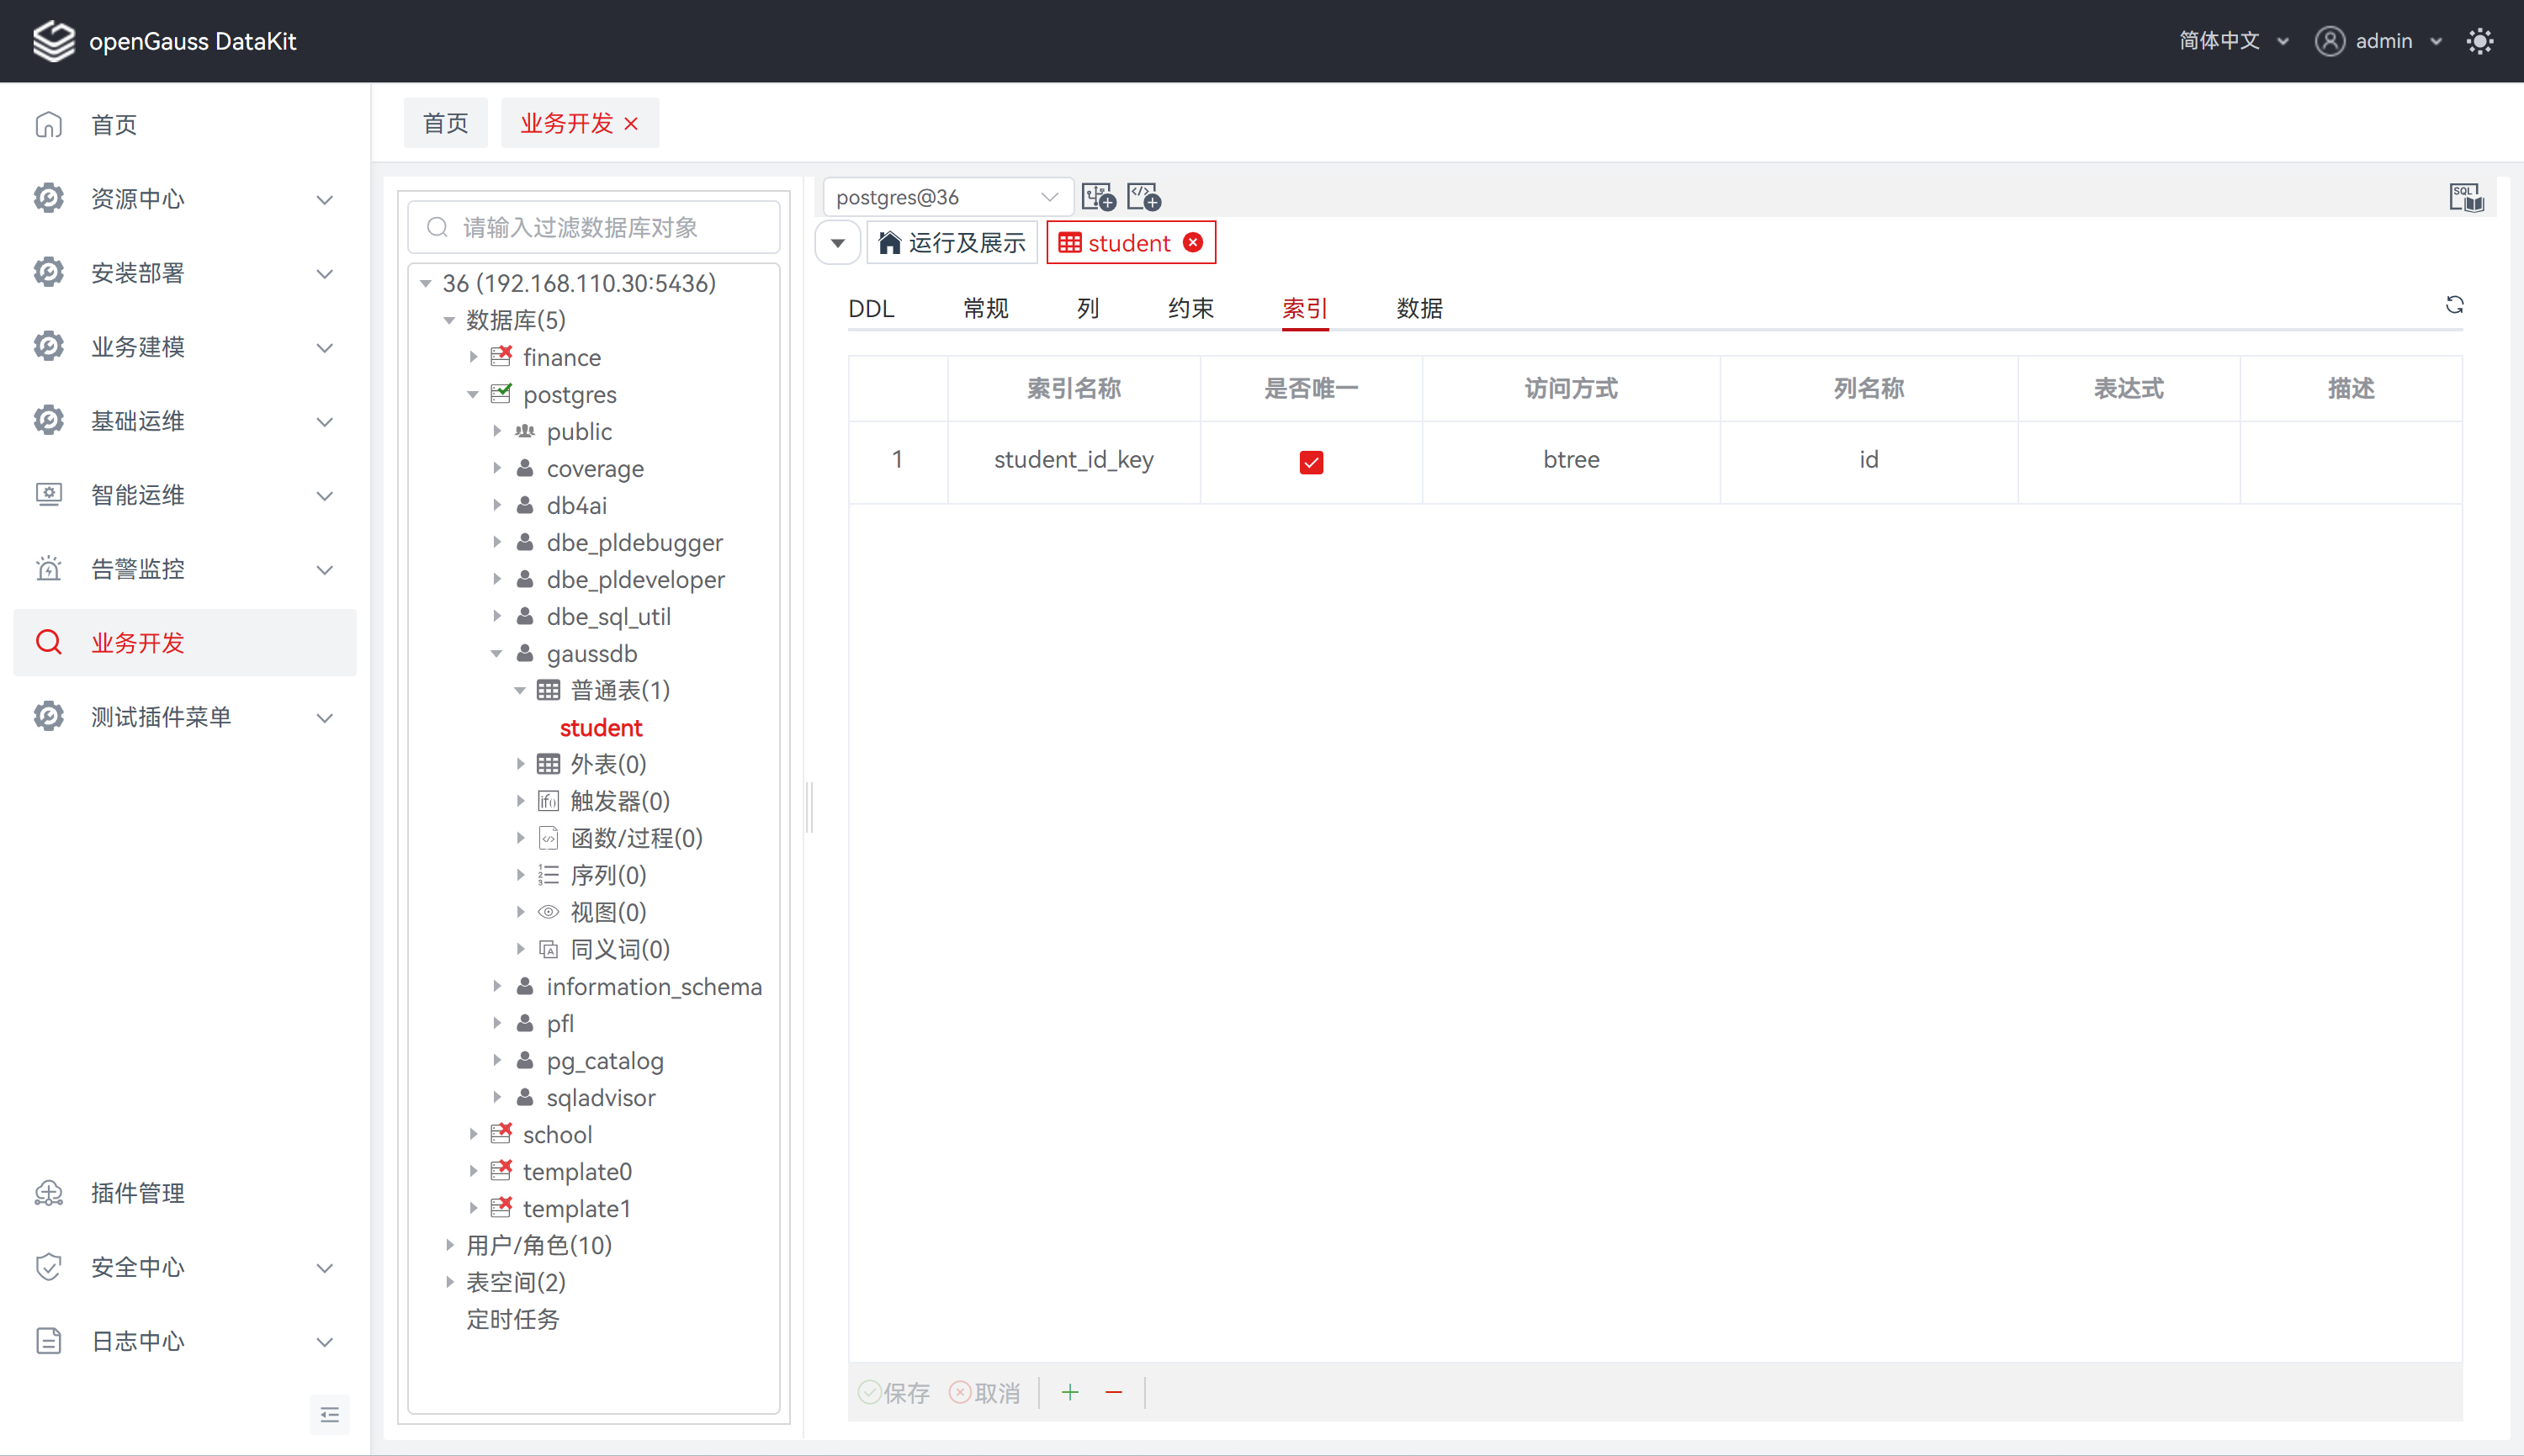 openGauss DataKit
简体中文
admin
首页
资源中心
安装部署
业务建模
基础运维
智能运维
告警监控
业务开发
测试插件菜单
插件管理
安全中心
日志中心
首页
业务开发
请输入过滤数据库对象
36 (192.168.110.30:5436)
数据库(5)
finance
postgres
public
coverage
db4ai
dbe_pldebugger
dbe_pldeveloper
dbe_sql_util
gaussdb
普通表(1)
student
外表(0)
触发器(0)
函数/过程(0)
序列(0)
视图(0)
同义词(0)
information_schema
pfl
pg_catalog
sqladvisor
school
template0
template1
用户/角色(10)
表空间(2)
定时任务
postgres@36
SQL
运行及展示
student
DDL 常规 列 约束 索引 数据
索引名称 是否唯一 访问方式 列名称 表达式 描述
1 student_id_key btree id
保存 取消